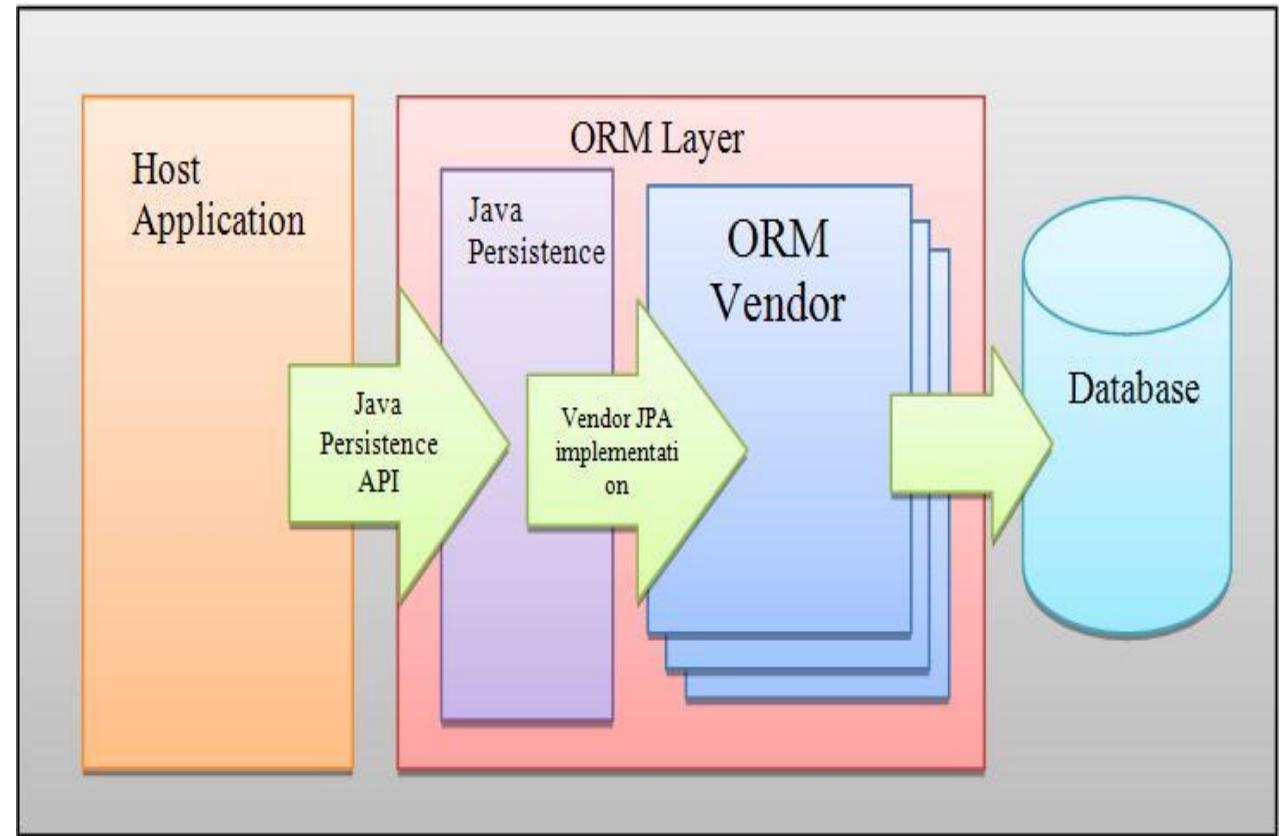 ORM Layer
Host
Application
Java
Persistence
ORM
Vendor
Java
Persistence
API
Vendor JPA
implementati
on
Database